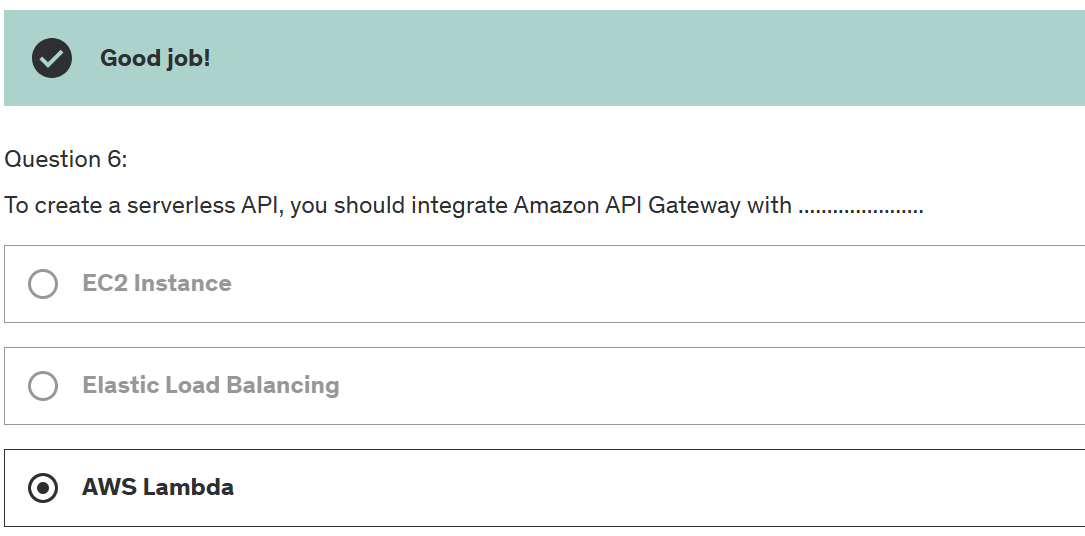 Good job!
Question 6:
To create a serverless API, you should integrate Amazon API Gateway with ......................
EC2 Instance
Elastic Load Balancing
AWS Lambda